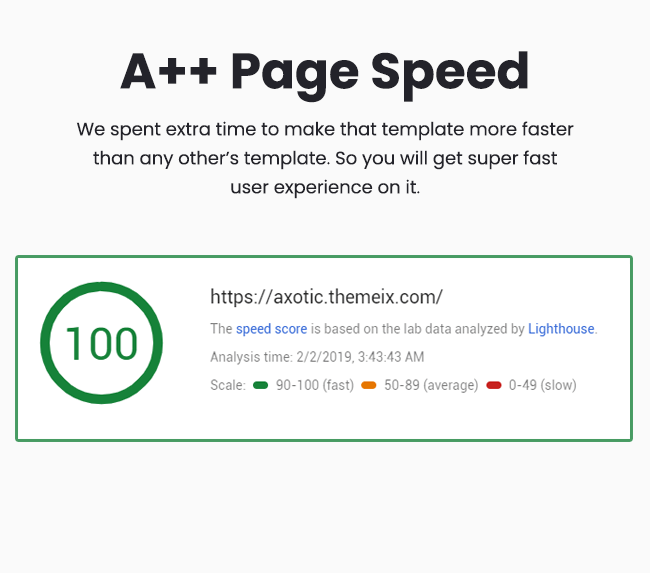 A++ Page Speed
We spent extra time to make that template more faster
than any other’s template. So you will get super fast
user experience on it.
100
https://axotic.themeix.com/
The speed score is based on the lab data analyzed by Lighthouse.
Analysis time: 2/2/2019, 3:43:43 AM
Scale: 90-100 (fast) 50-89 (average) 0-49 (slow)